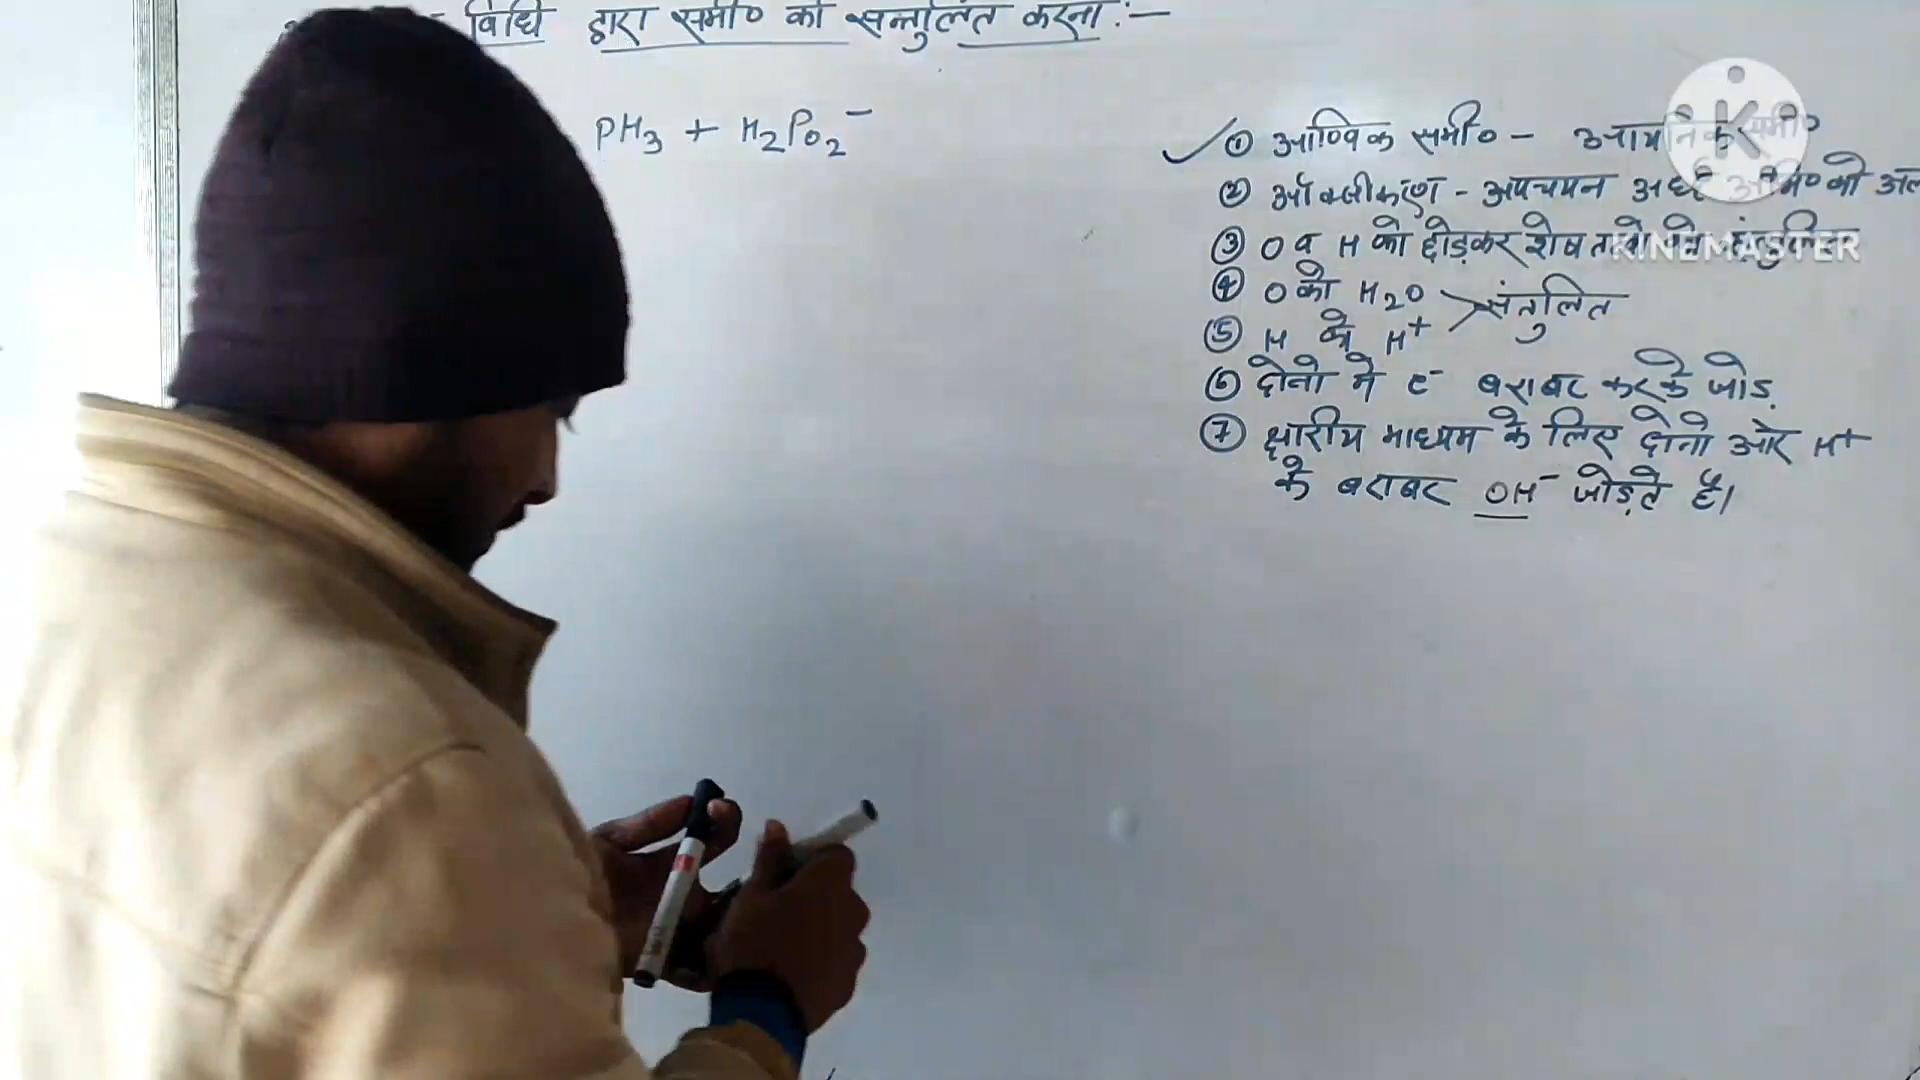 विधि द्वारा समी० को सन्तुलित करना :—
PH₃ + H₂PO₂⁻
① आण्विक समी० – आयनिक समी०
② ऑक्सीकरण - अपचयन अर्ध अभि० को अल
③ O व H को छोड़कर शेष तत्वो को संतुलित
④ O को H₂O
संतुलित
⑤ H को H⁺
⑥ दोनो मे e⁻ बराबर करके जोड़
⑦ क्षारीय माध्यम के लिए दोनो ओर H⁺
के बराबर OH⁻ जोड़ते है।
K
KINEMASTER